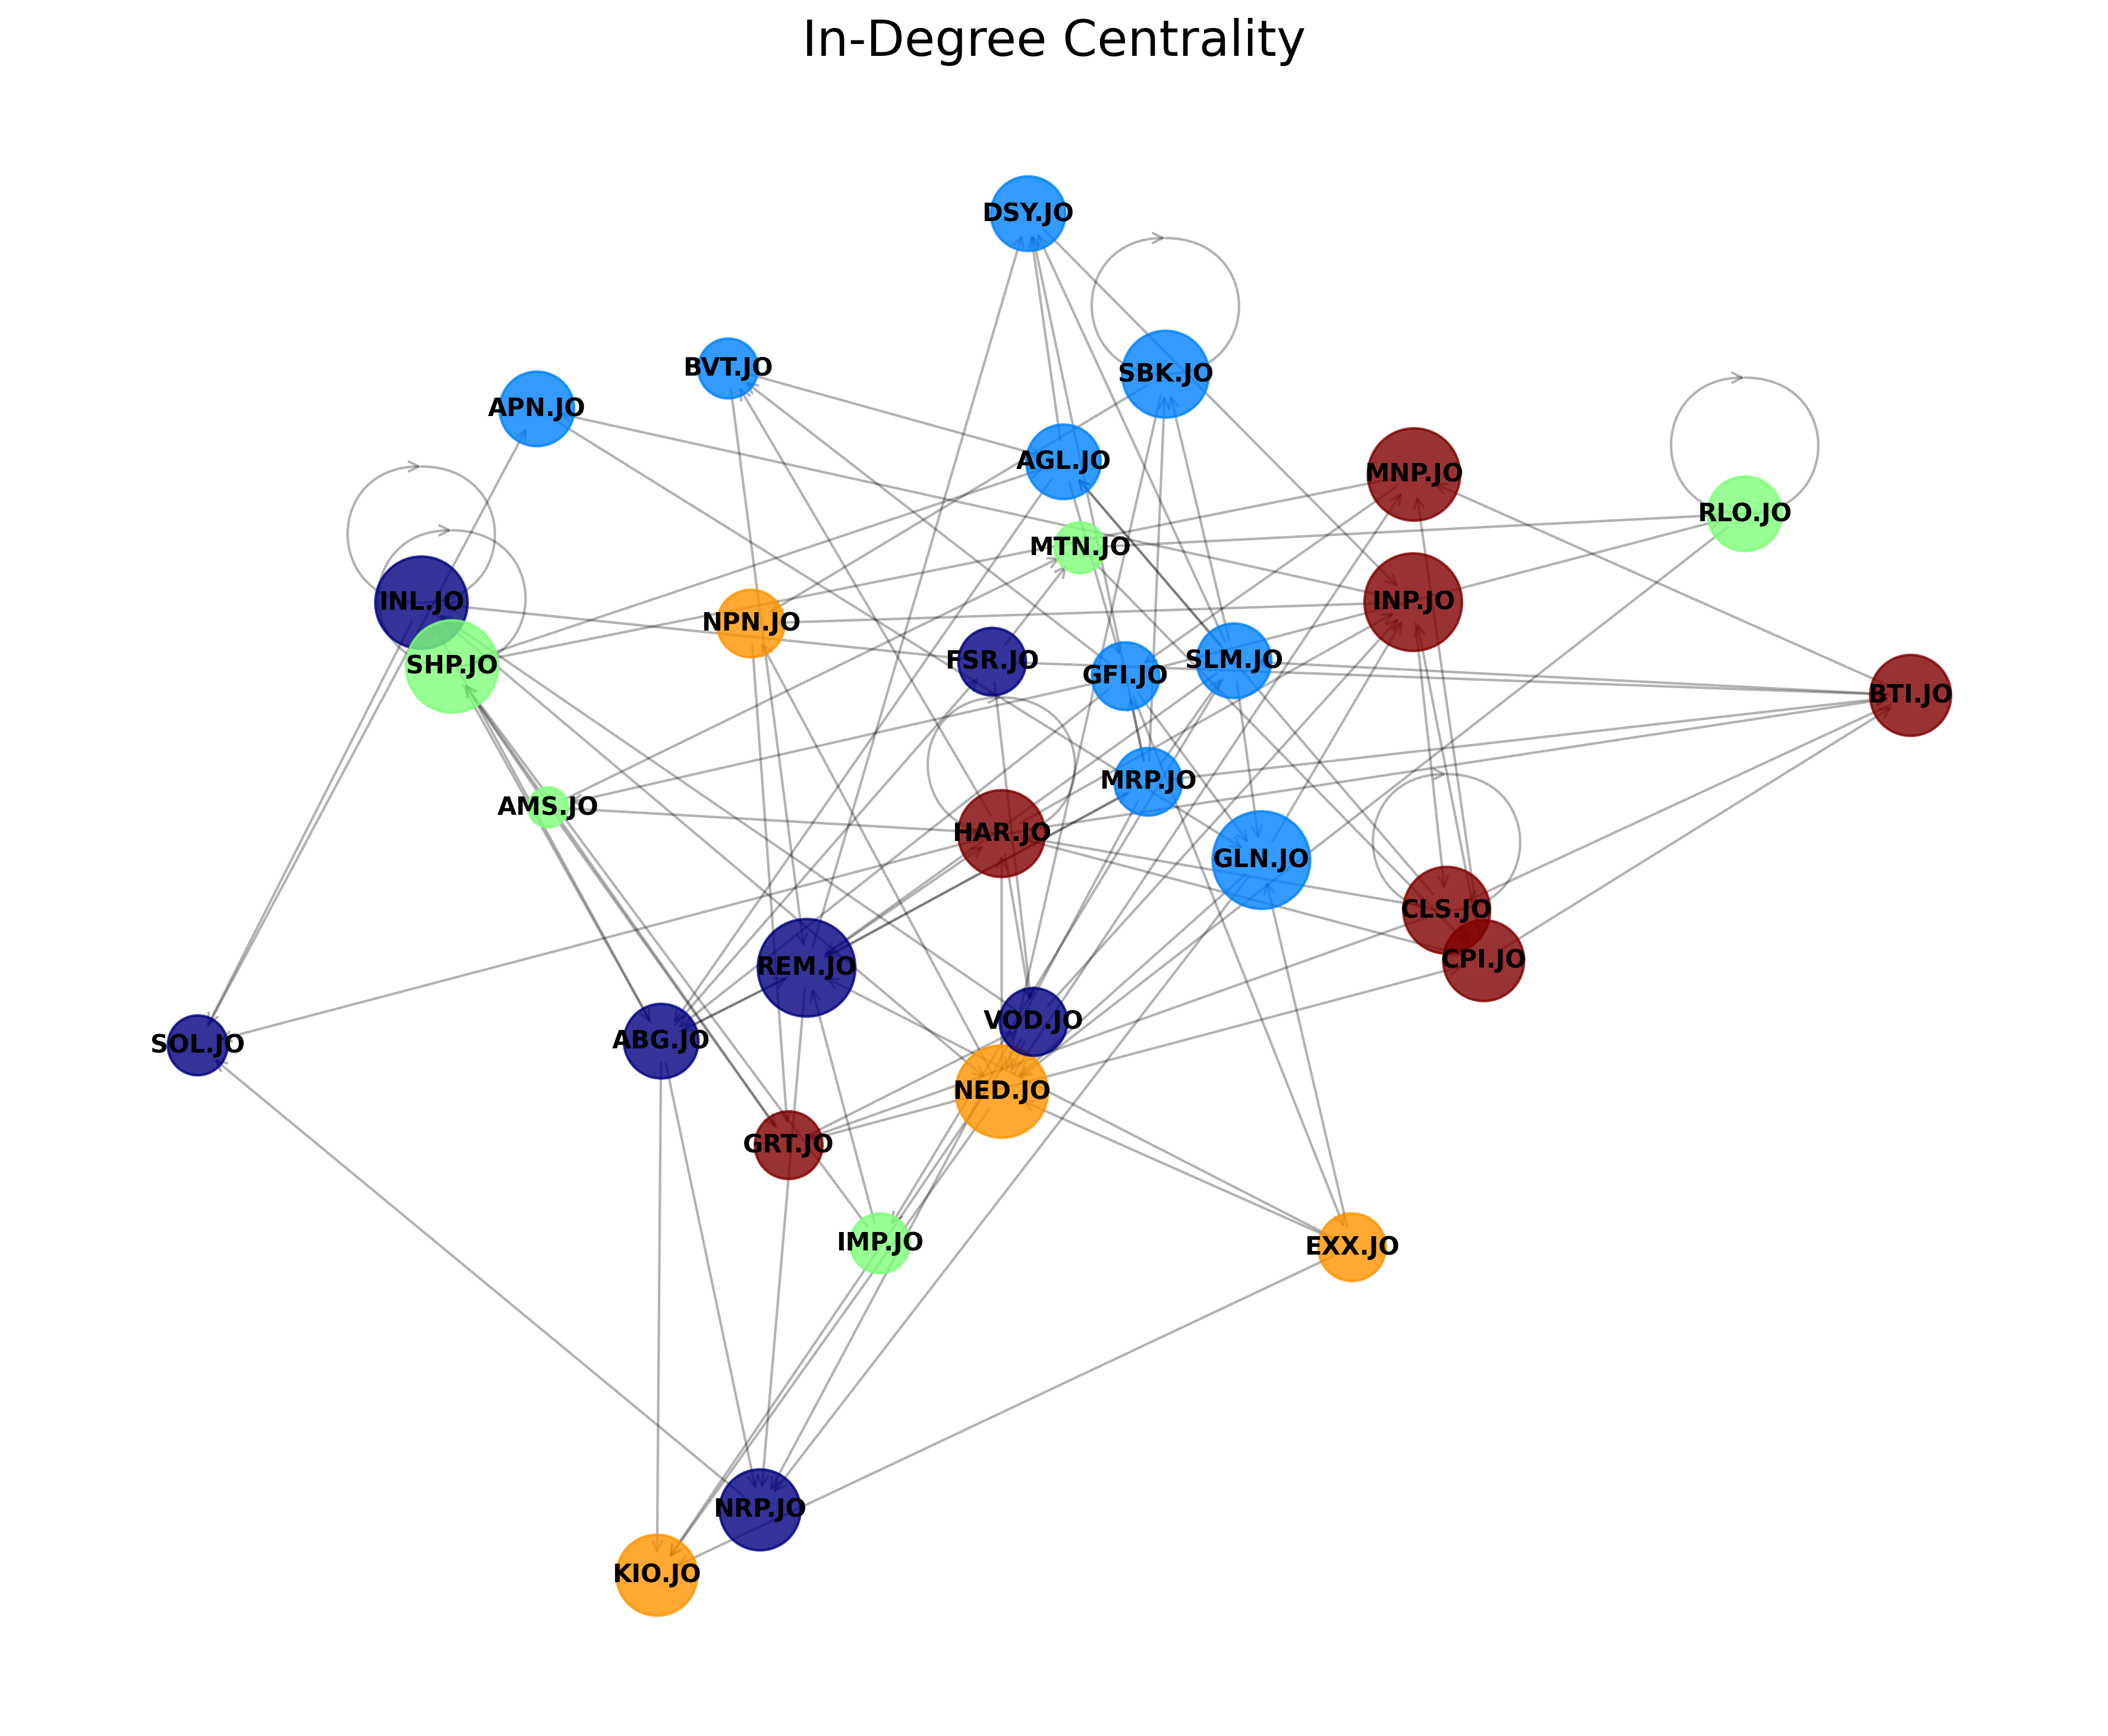 In-Degree Centrality
DSY.JO
BVT.JO
SBK.JO
APN.JO
AGL.JO
MNP.JO
RLO.JO
MTN.JO
INL.JO
INP.JO
NPN.JO
FSR.JO
SLM.JO
SHP.JO
GFI.JO
BTI.JO
MRP.JO
AMS.JO
HAR.JO
GLN.JO
CLS.JO
CPI.JO
REM.JO
VOD.JO
ABG.JO
SOL.JO
NED.JO
GRT.JO
IMP.JO
EXX.JO
NRP.JO
KIO.JO